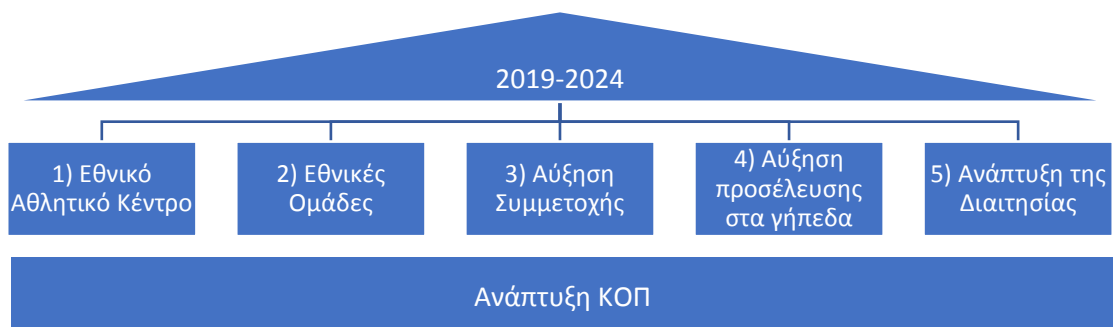 2019-2024
1) Εθνικό
Αθλητικό Κέντρο
2) Εθνικές
Ομάδες
3) Αύξηση
Συμμετοχής
4) Αύξηση
προσέλευσης
στα γήπεδα
5) Ανάπτυξη της
Διαιτησίας
Ανάπτυξη ΚΟΠ